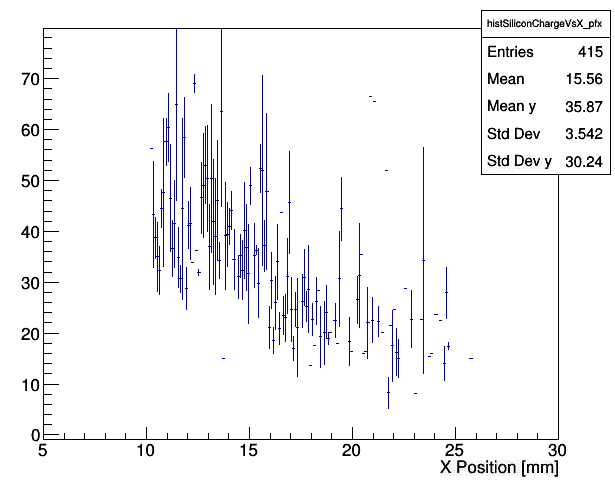 histSiliconChargeVsX_pfx
Entries 415
Mean 15.56
Mean y 35.87
Std Dev 3.542
Std Dev y 30.24
70
60
50
40
30
20
10
0
5 10 15 20 25 30
X Position [mm]